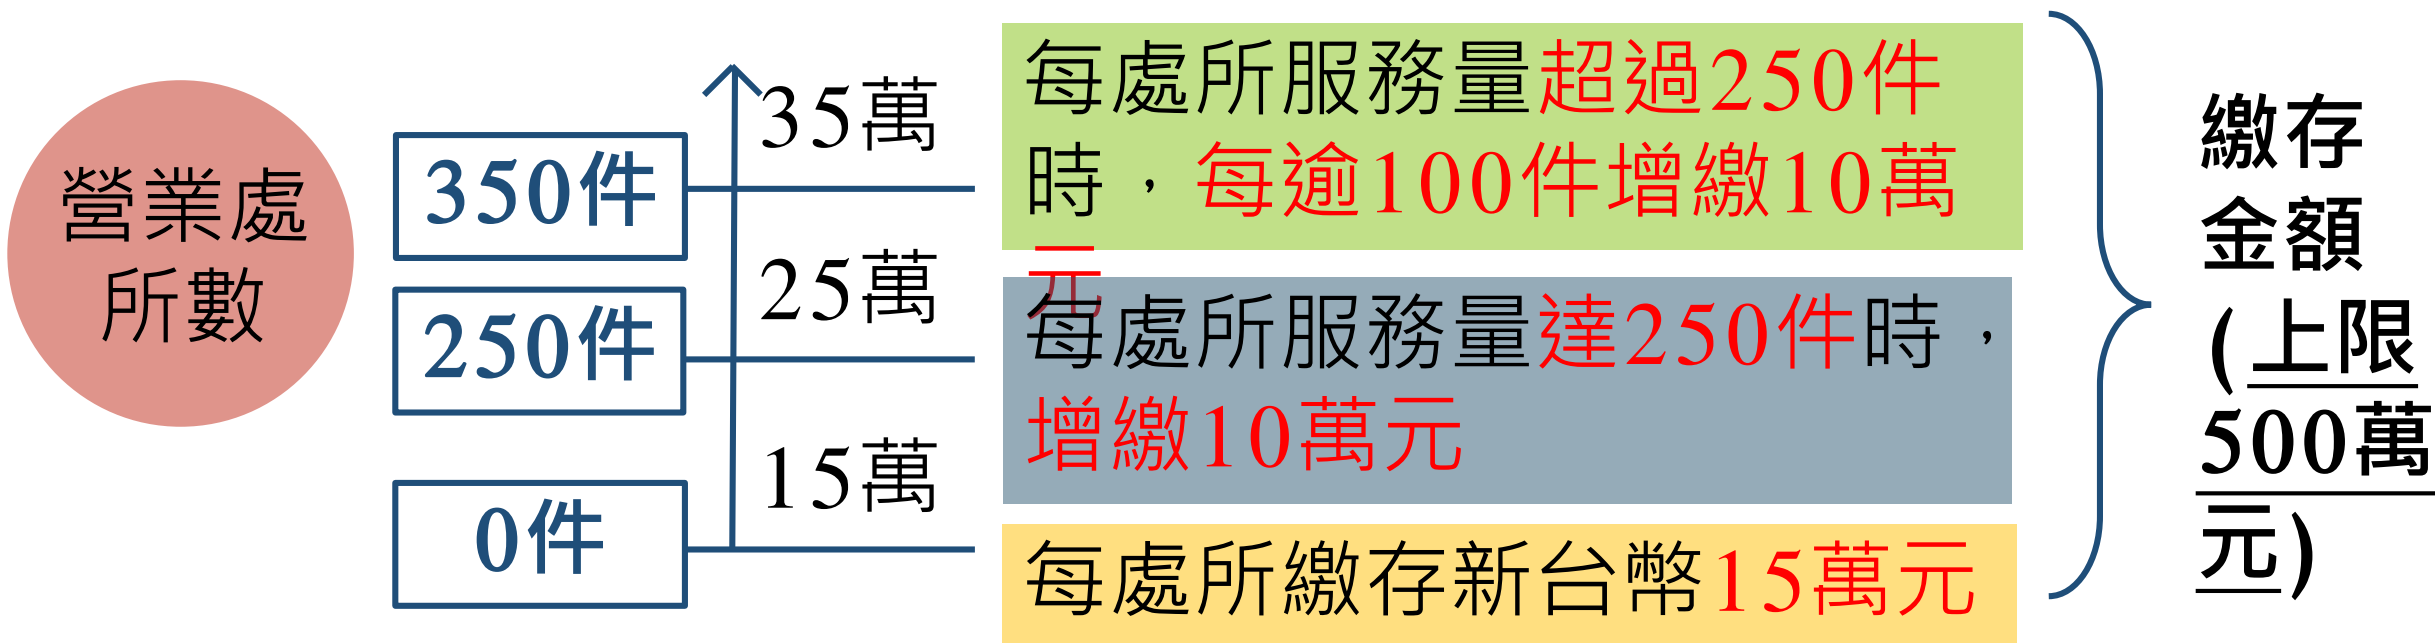 營業處
所數
350件
250件
0件
35萬
25萬
15萬
每處所服務量超過250件
時，每逾100件增繳10萬
元
每處所服務量達250件時，
增繳10萬元
每處所繳存新台幣15萬元
繳存
金額
(上限
500萬
元)